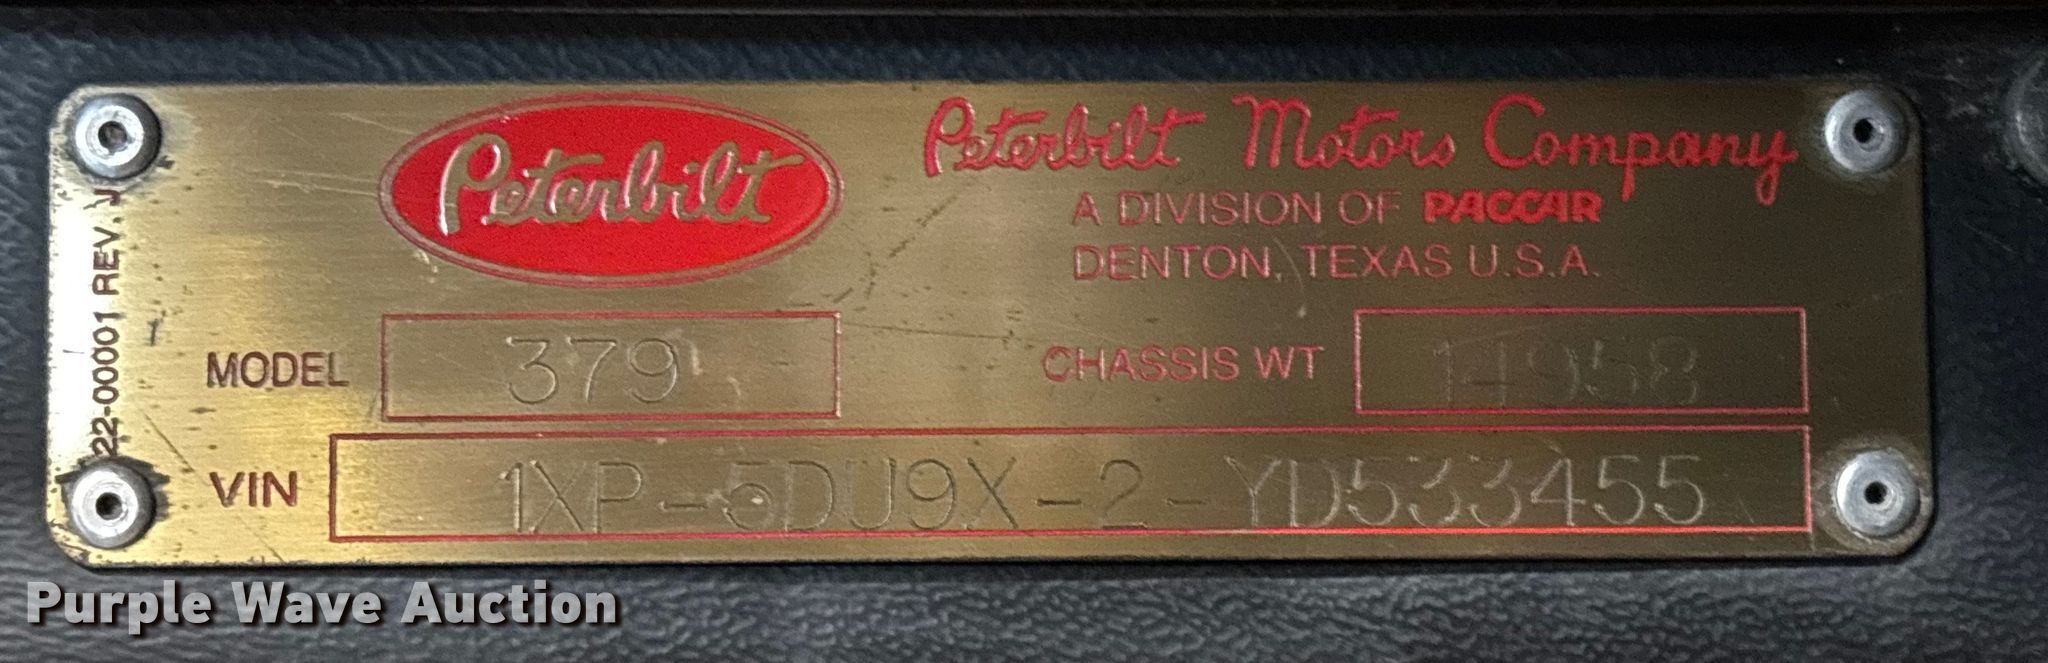 Peterbilt
Peterbilt Motors Company
A DIVISION OF PACCAR
DENTON, TEXAS U.S.A.
22-00001 REV. J
MODEL 379
CHASSIS WT 14958
VIN 1XP-5DU9X-2-YD533455
Purple Wave Auction